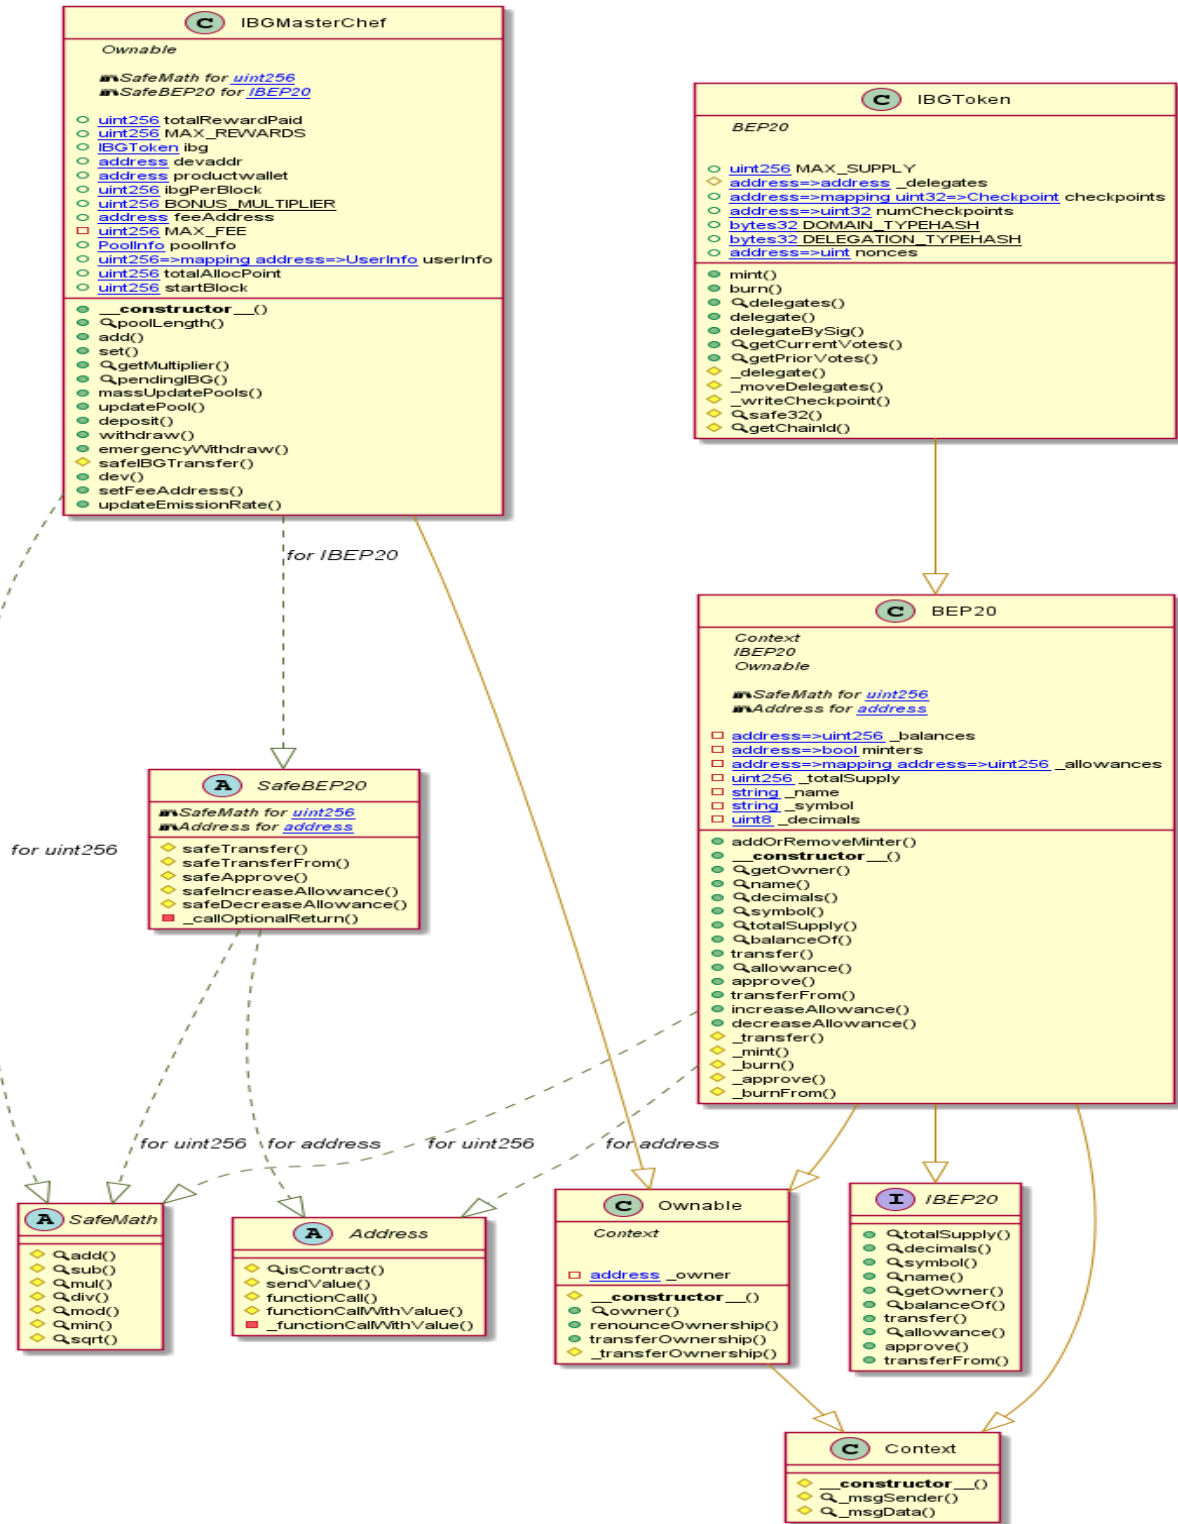 C IBGMasterChef
Ownable
SafeMath for uint256
SafeBEP20 for IBEP20
uint256 totalRewardPaid
uint256 MAX_REWARDS
IBGToken ibg
address devaddr
address productwallet
uint256 ibgPerBlock
uint256 BONUS_MULTIPLIER
address feeAddress
uint256 MAX_FEE
PoolInfo poolInfo
uint256=>mapping address=>UserInfo userInfo
uint256 totalAllocPoint
uint256 startBlock
__constructor__()
poolLength()
add()
set()
getMultiplier()
pendingIBG()
massUpdatePools()
updatePool()
deposit()
withdraw()
emergencyWithdraw()
safeIBGTransfer()
dev()
setFeeAddress()
updateEmissionRate()
C IBGToken
BEP20
uint256 MAX_SUPPLY
address=>address _delegates
address=>mapping uint32=>Checkpoint checkpoints
address=>uint32 numCheckpoints
bytes32 DOMAIN_TYPEHASH
bytes32 DELEGATION_TYPEHASH
address=>uint nonces
mint()
burn()
delegates()
delegate()
delegateBySig()
getCurrentVotes()
getPriorVotes()
_delegate()
_moveDelegates()
_writeCheckpoint()
safe32()
getChainId()
for IBEP20
C BEP20
Context
IBEP20
Ownable
SafeMath for uint256
Address for address
address=>uint256 _balances
address=>bool minters
address=>mapping address=>uint256 _allowances
uint256 _totalSupply
string _name
string _symbol
uint8 _decimals
addOrRemoveMinter()
__constructor__()
getOwner()
name()
decimals()
symbol()
totalSupply()
balanceOf()
transfer()
allowance()
approve()
transferFrom()
increaseAllowance()
decreaseAllowance()
_transfer()
_mint()
_burn()
_approve()
_burnFrom()
A SafeBEP20
SafeMath for uint256
Address for address
safeTransfer()
safeTransferFrom()
safeApprove()
safeIncreaseAllowance()
safeDecreaseAllowance()
_callOptionalReturn()
for uint256
for uint256
for address
for uint256
for address
A SafeMath
add()
sub()
mul()
div()
mod()
min()
sqrt()
A Address
isContract()
sendValue()
functionCall()
functionCallWithValue()
_functionCallWithValue()
C Ownable
Context
address _owner
__constructor__()
owner()
renounceOwnership()
transferOwnership()
_transferOwnership()
I IBEP20
totalSupply()
decimals()
symbol()
name()
getOwner()
balanceOf()
transfer()
allowance()
approve()
transferFrom()
C Context
__constructor__()
_msgSender()
_msgData()